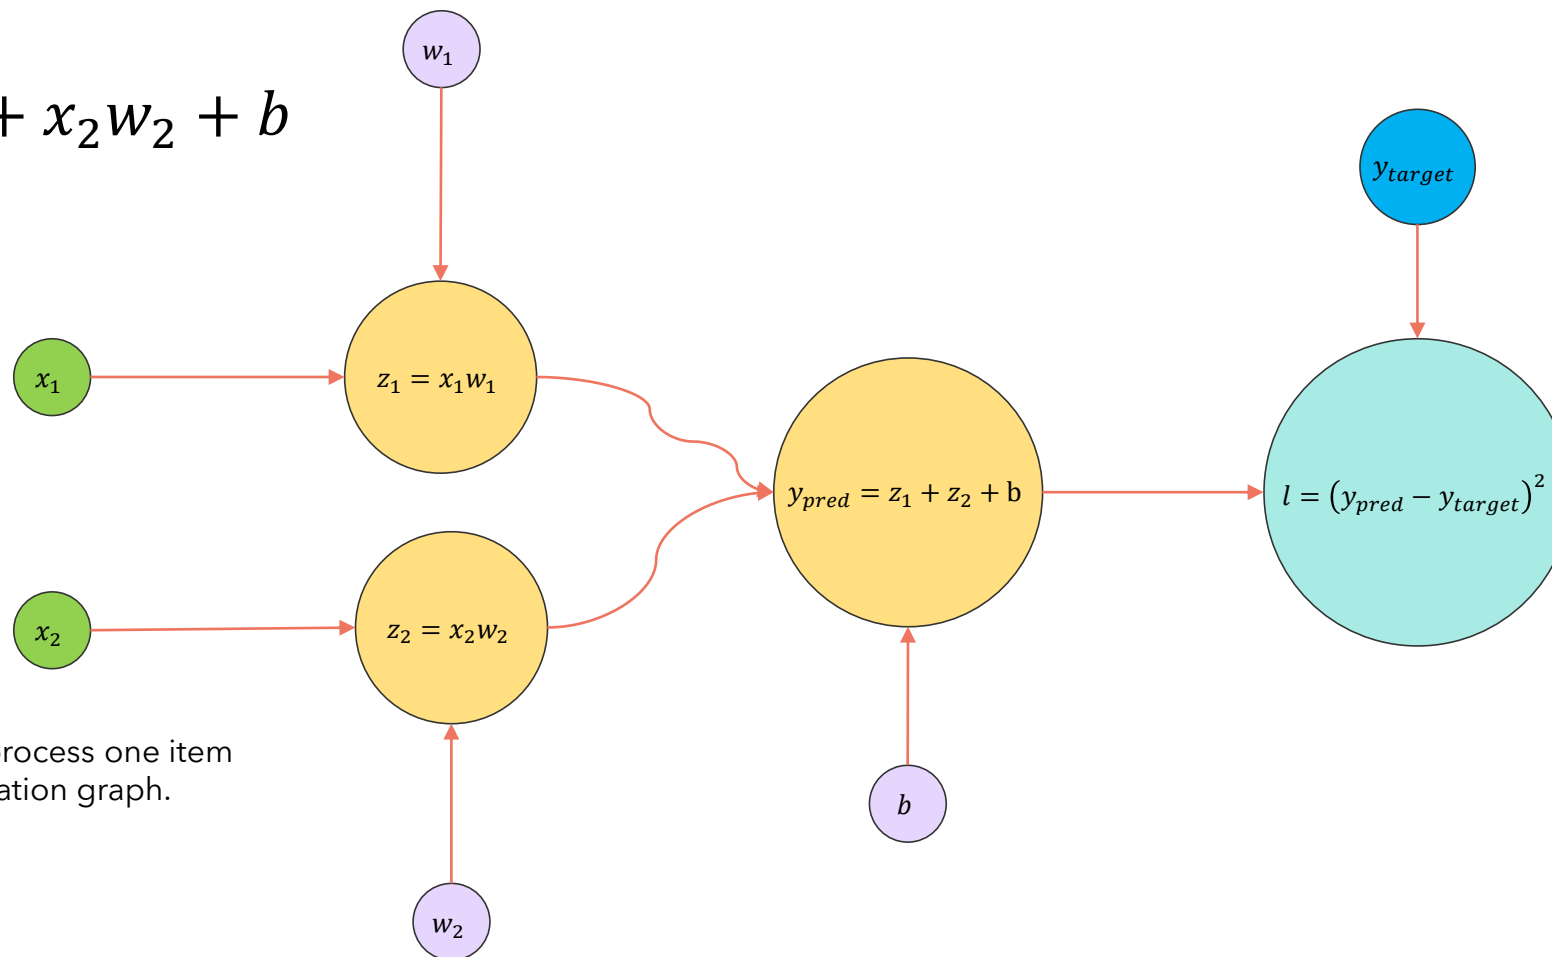 w₁
+ x₂w₂ + b
y_target
x₁
z₁ = x₁w₁
y_pred = z₁ + z₂ + b
l = (y_pred − y_target)²
x₂
z₂ = x₂w₂
process one item
ation graph.
b
w₂